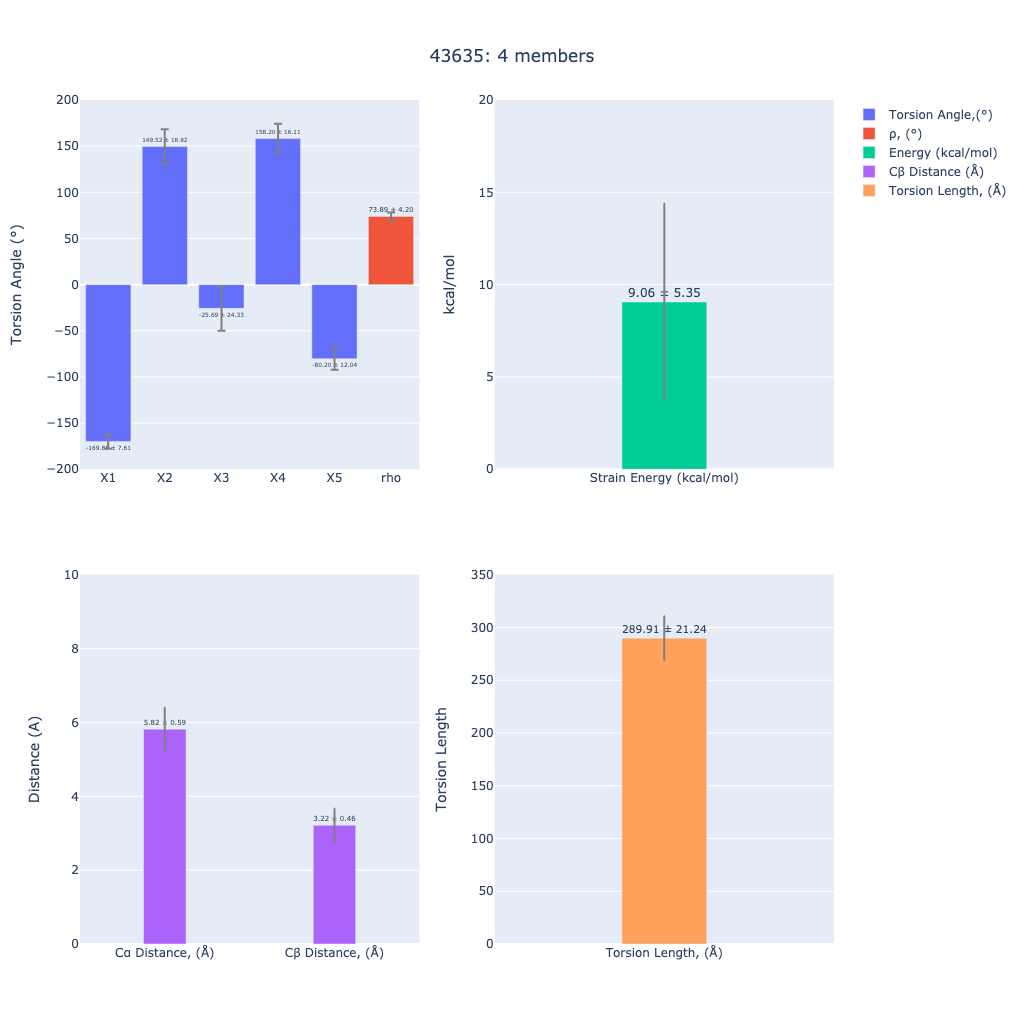 43635: 4 members
Torsion Angle (°)
200
150
100
50
0
−50
−100
−150
−200
149.52 ± 18.92
158.20 ± 16.11
73.89 ± 4.20
-25.69 ± 24.33
-80.20 ± 12.04
± 7.61
X1
X2
X3
X4
X5
rho
kcal/mol
20
15
10
5
0
9.06 ± 5.35
Strain Energy (kcal/mol)
Torsion Angle,(°)
ρ, (°)
Energy (kcal/mol)
Cβ Distance (Å)
Torsion Length, (Å)
Distance (A)
10
8
6
4
2
0
5.82 ± 0.59
3.22 ± 0.46
Cα Distance, (Å)
Cβ Distance, (Å)
Torsion Length
350
300
250
200
150
100
50
0
289.91 ± 21.24
Torsion Length, (Å)